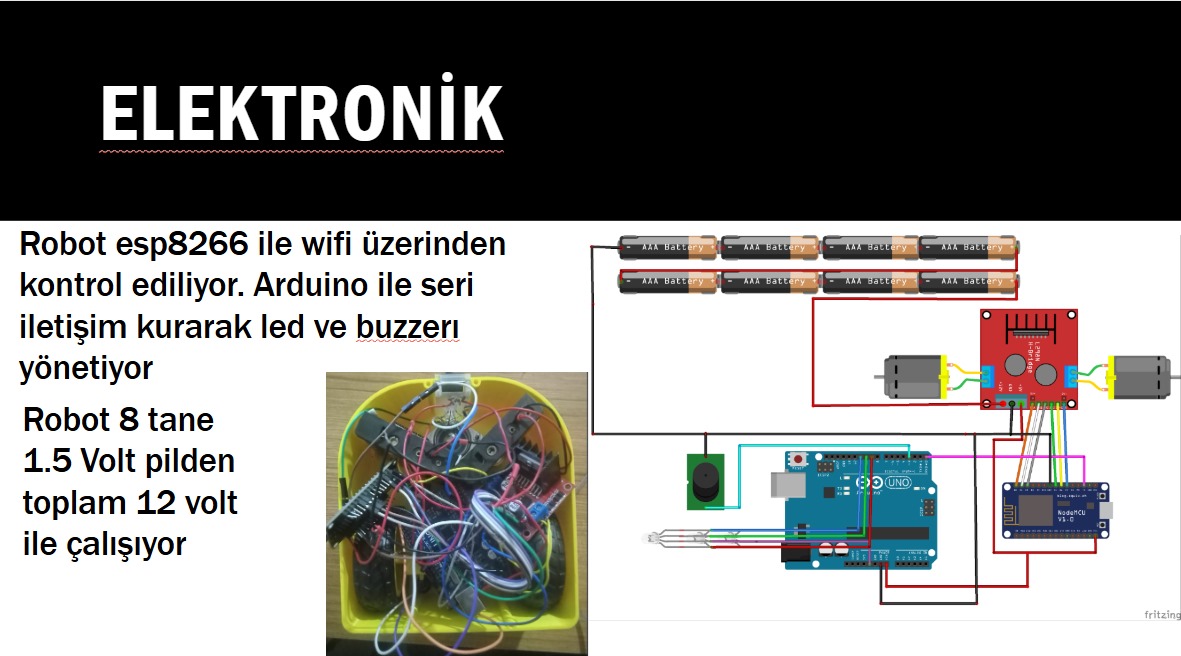 ELEKTRONİK
Robot esp8266 ile wifi üzerinden
kontrol ediliyor. Arduino ile seri
iletişim kurarak led ve buzzerı
yönetiyor
Robot 8 tane
1.5 Volt pilden
toplam 12 volt
ile çalışıyor
- AAA Battery +
- AAA Battery +
- AAA Battery +
- AAA Battery +
- AAA Battery +
- AAA Battery +
- AAA Battery +
- AAA Battery +
L298N
H-Bridge
UNO
NodeMCU
V1.0
fritzing